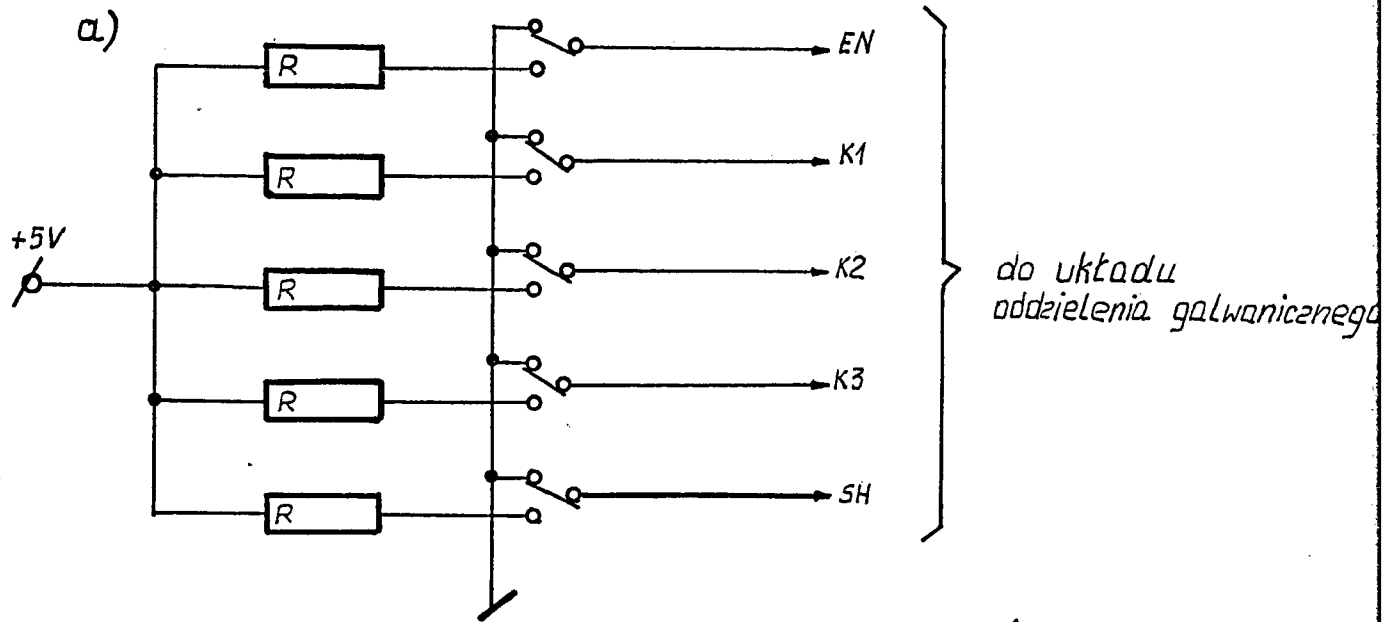 a)
R
EN
R
K1
+5V
R
K2
do układu
oddzielenia galwanicznego
R
K3
R
SH